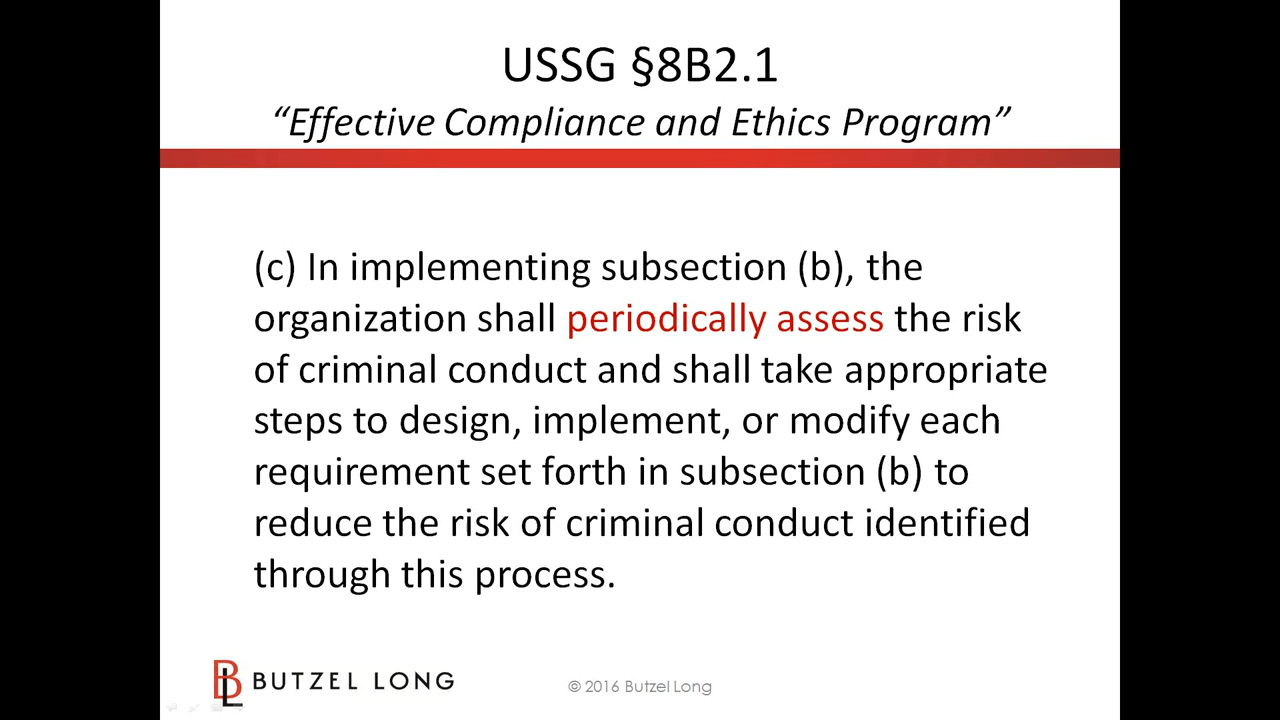 USSG §8B2.1
“Effective Compliance and Ethics Program”
(c) In implementing subsection (b), the
organization shall periodically assess the risk
of criminal conduct and shall take appropriate
steps to design, implement, or modify each
requirement set forth in subsection (b) to
reduce the risk of criminal conduct identified
through this process.
BL BUTZEL LONG
© 2016 Butzel Long